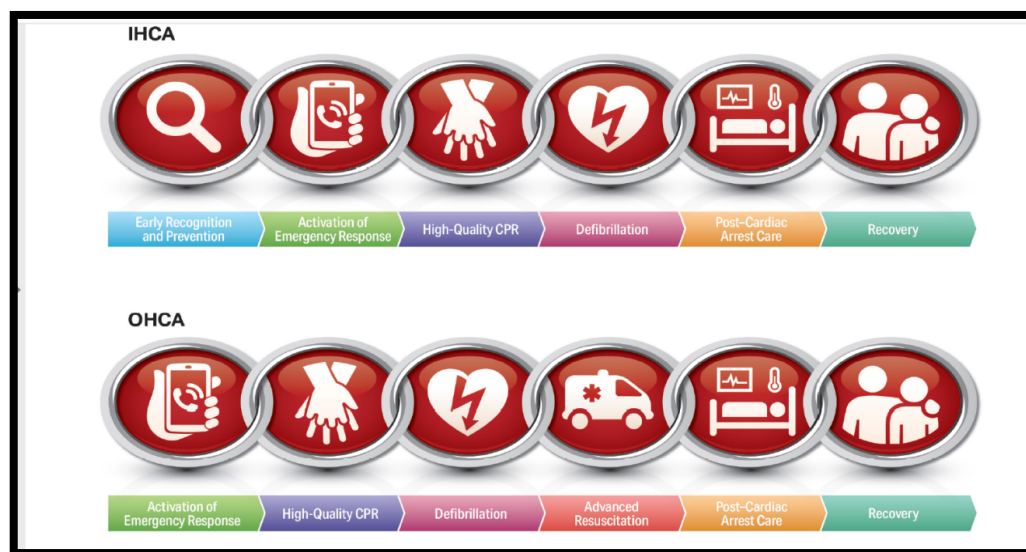 IHCA
Early Recognition
and Prevention
Activation of
Emergency Response
High-Quality CPR
Defibrillation
Post–Cardiac
Arrest Care
Recovery
OHCA
Activation of
Emergency Response
High-Quality CPR
Defibrillation
Advanced
Resuscitation
Post–Cardiac
Arrest Care
Recovery